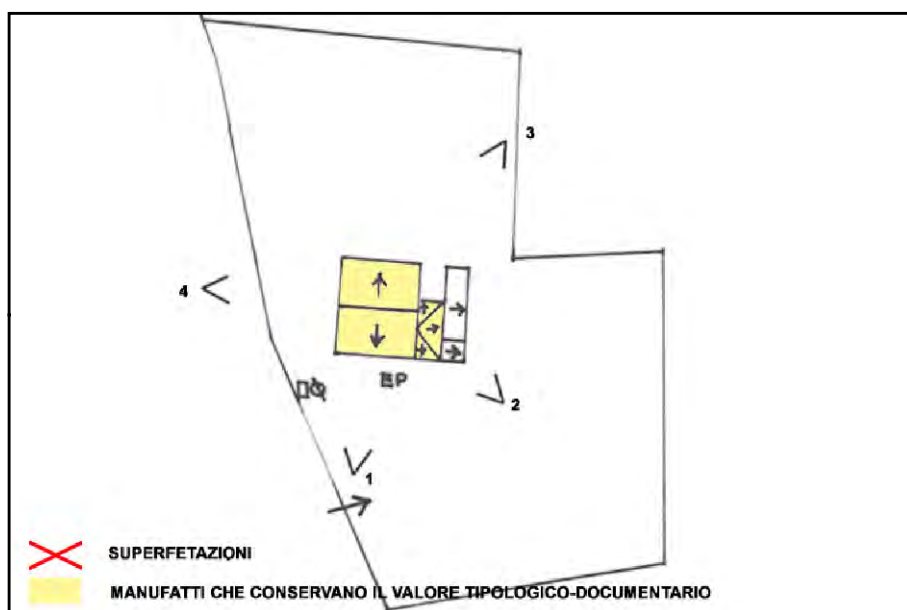 3
4
EP
2
1
SUPERFETAZIONI
MANUFATTI CHE CONSERVANO IL VALORE TIPOLOGICO-DOCUMENTARIO